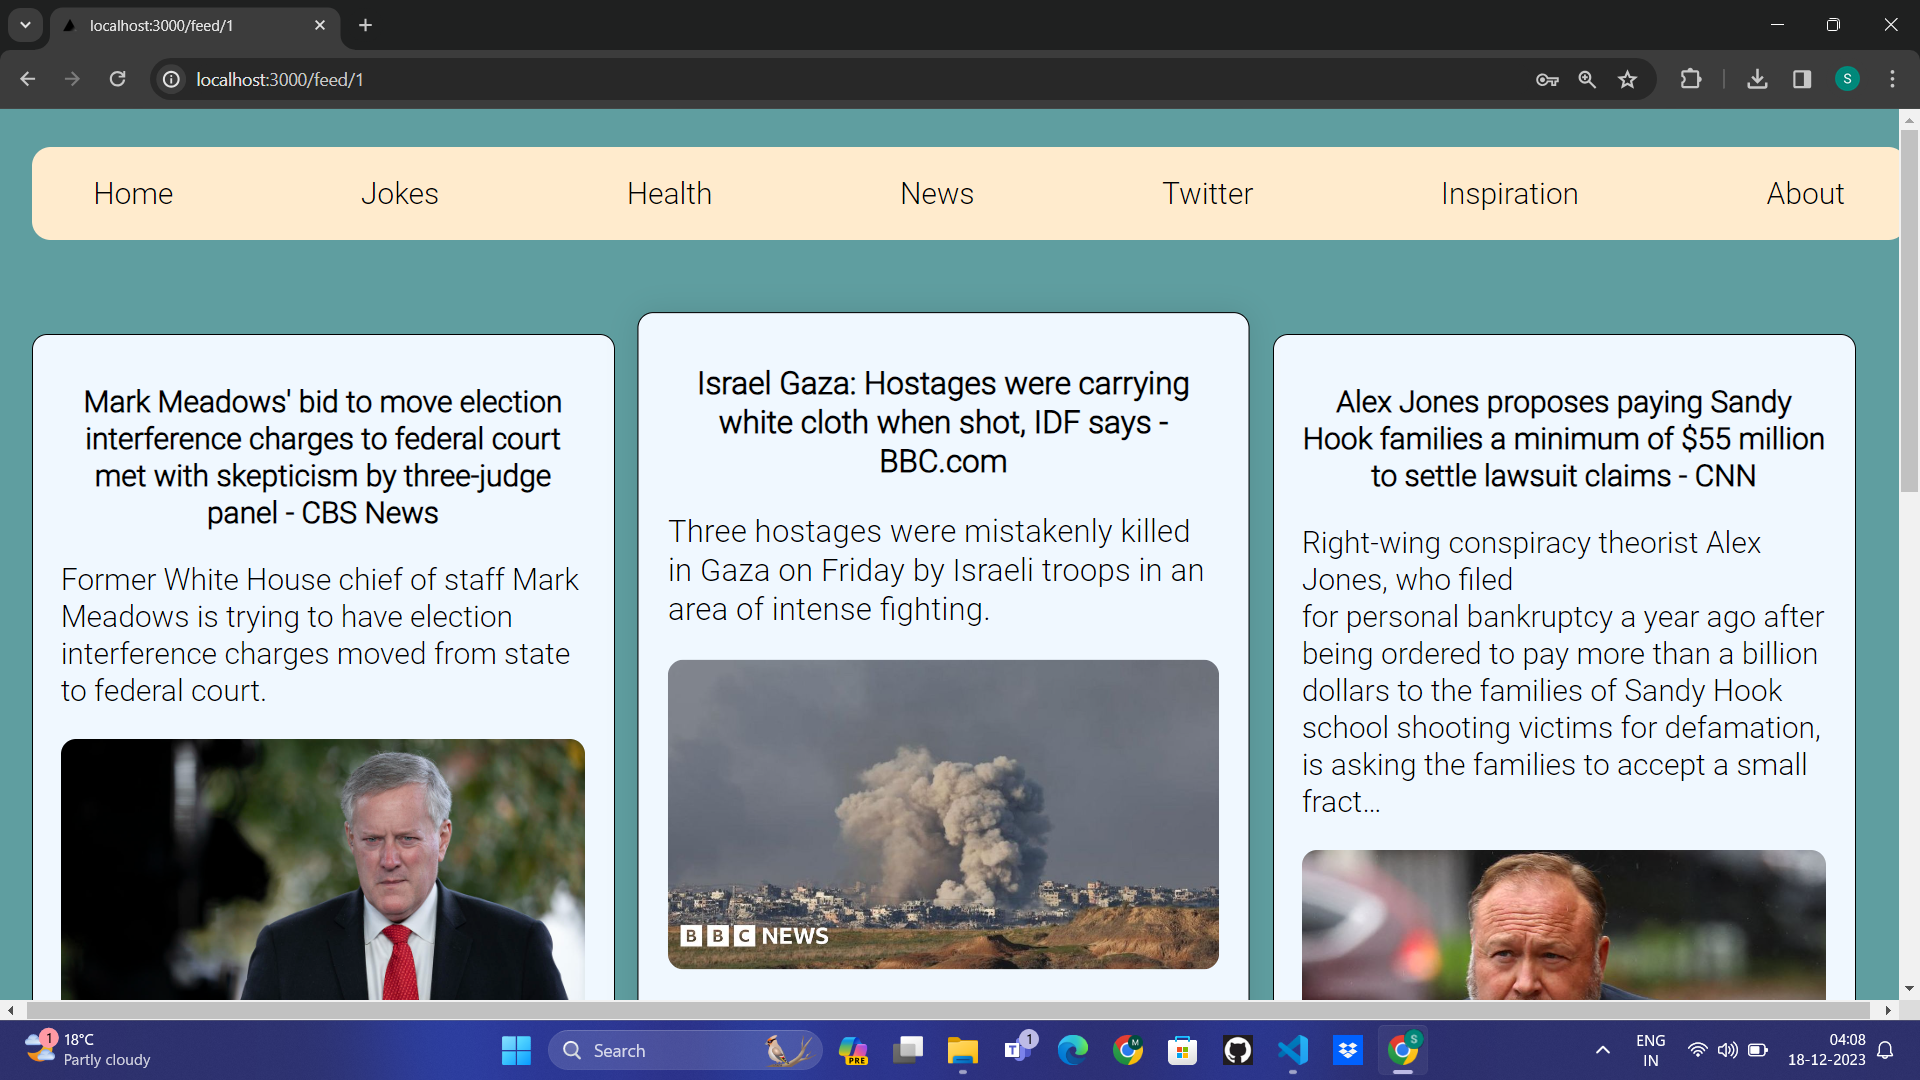 localhost:3000/feed/1
localhost:3000/feed/1
S
Home Jokes Health News Twitter Inspiration About
Mark Meadows' bid to move election
interference charges to federal court
met with skepticism by three-judge
panel - CBS News
Former White House chief of staff Mark
Meadows is trying to have election
interference charges moved from state
to federal court.
Israel Gaza: Hostages were carrying
white cloth when shot, IDF says -
BBC.com
Three hostages were mistakenly killed
in Gaza on Friday by Israeli troops in an
area of intense fighting.
BBC NEWS
Alex Jones proposes paying Sandy
Hook families a minimum of $55 million
to settle lawsuit claims - CNN
Right-wing conspiracy theorist Alex
Jones, who filed
for personal bankruptcy a year ago after
being ordered to pay more than a billion
dollars to the families of Sandy Hook
school shooting victims for defamation,
is asking the families to accept a small
fract…
1
18°C
Partly cloudy
Search
PRE
T
1
M
S
ENG
IN
04:08
18-12-2023